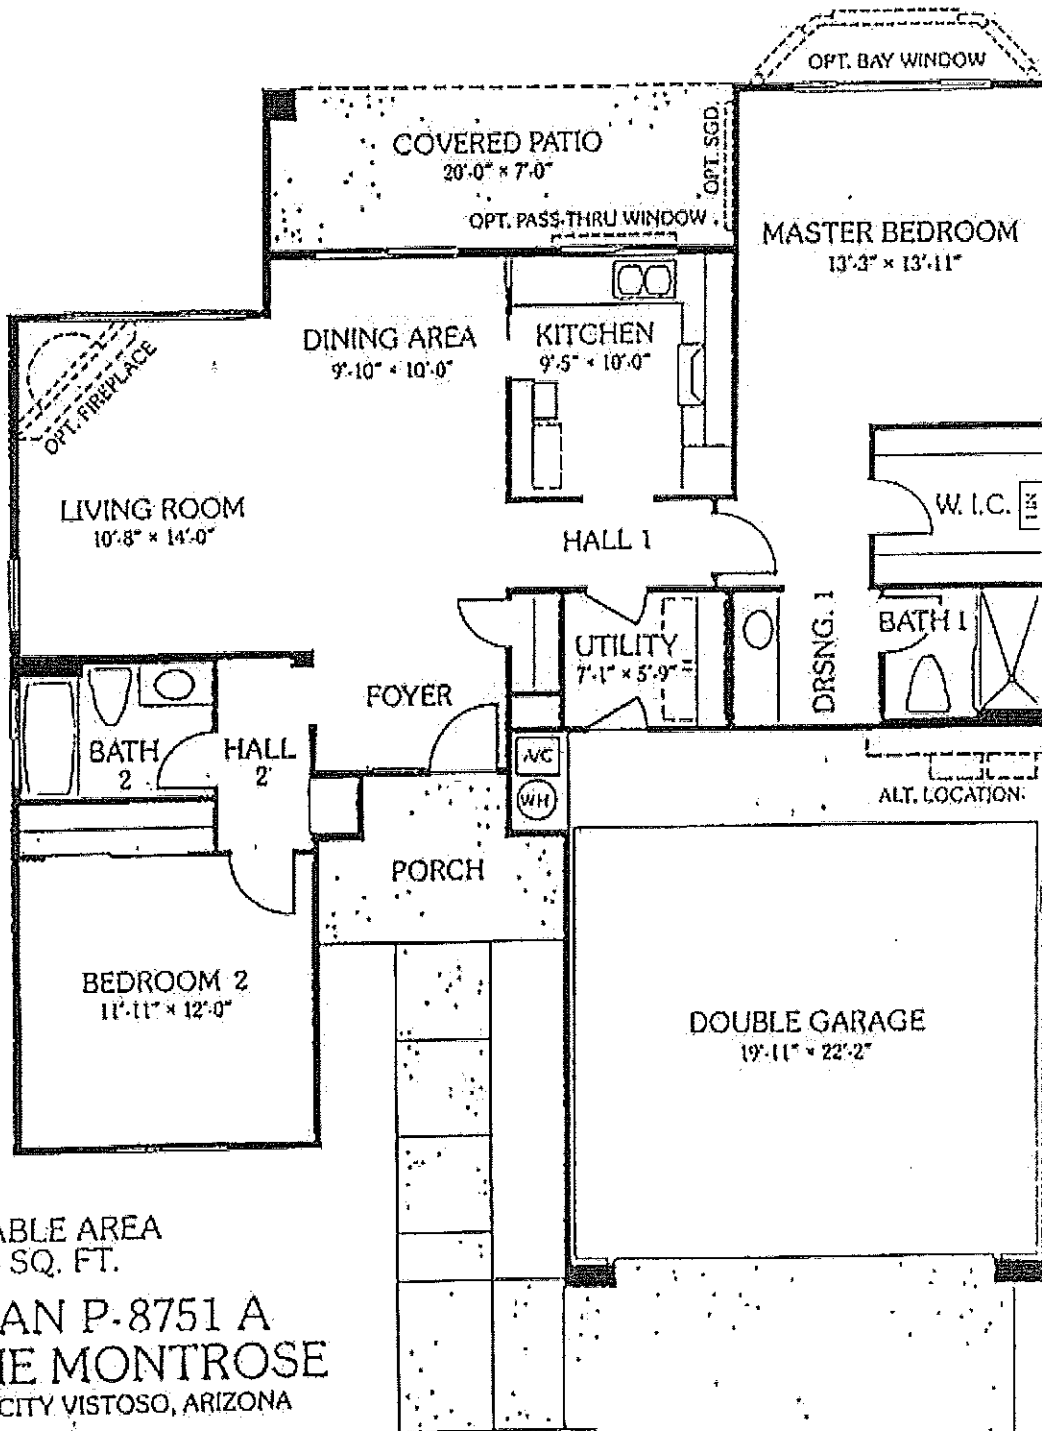 OPT. BAY WINDOW
COVERED PATIO
20'-0" × 7'-0"
OPT. SGD.
OPT. PASS-THRU WINDOW
MASTER BEDROOM
13'-3" × 13'-11"
DINING AREA
9'-10" × 10'-0"
KITCHEN
9'-5" × 10'-0"
OPT. FIREPLACE
LIVING ROOM
10'-8" × 14'-0"
HALL 1
W. I.C.
LIN
UTILITY
7'-1" × 5'-9"
DRSNG. 1
BATH 1
FOYER
BATH
2
HALL
2
A/C
WH
ALT. LOCATION
PORCH
BEDROOM 2
11'-11" × 12'-0"
DOUBLE GARAGE
19'-11" × 22'-2"
ABLE AREA
SQ. FT.
AN P-8751 A
HE MONTROSE
CITY VISTOSO, ARIZONA